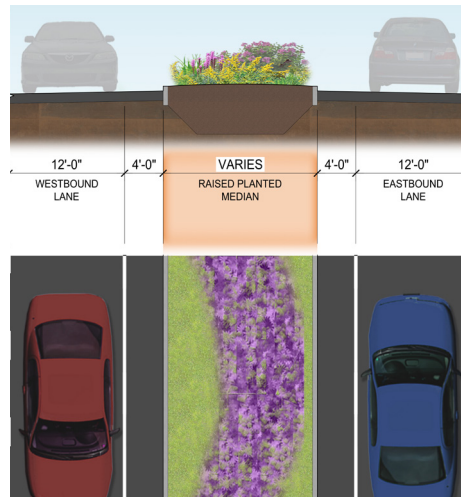 12'-0" 4'-0" VARIES 4'-0" 12'-0"
WESTBOUND LANE
RAISED PLANTED MEDIAN
EASTBOUND LANE